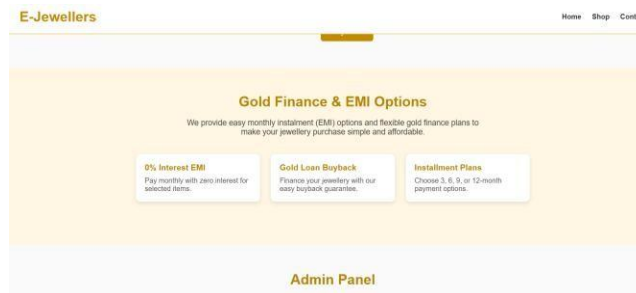 E-Jewellers
Home Shop
Gold Finance & EMI Options
We provide easy monthly instalment (EMI) options and flexible gold finance plans to
make your jewellery purchase simple and affordable.
0% Interest EMI
Pay monthly with zero interest for
selected items.
Gold Loan Buyback
Finance your jewellery with our
easy buyback guarantee.
Installment Plans
Choose 3, 6, 9, or 12-month
payment options.
Admin Panel